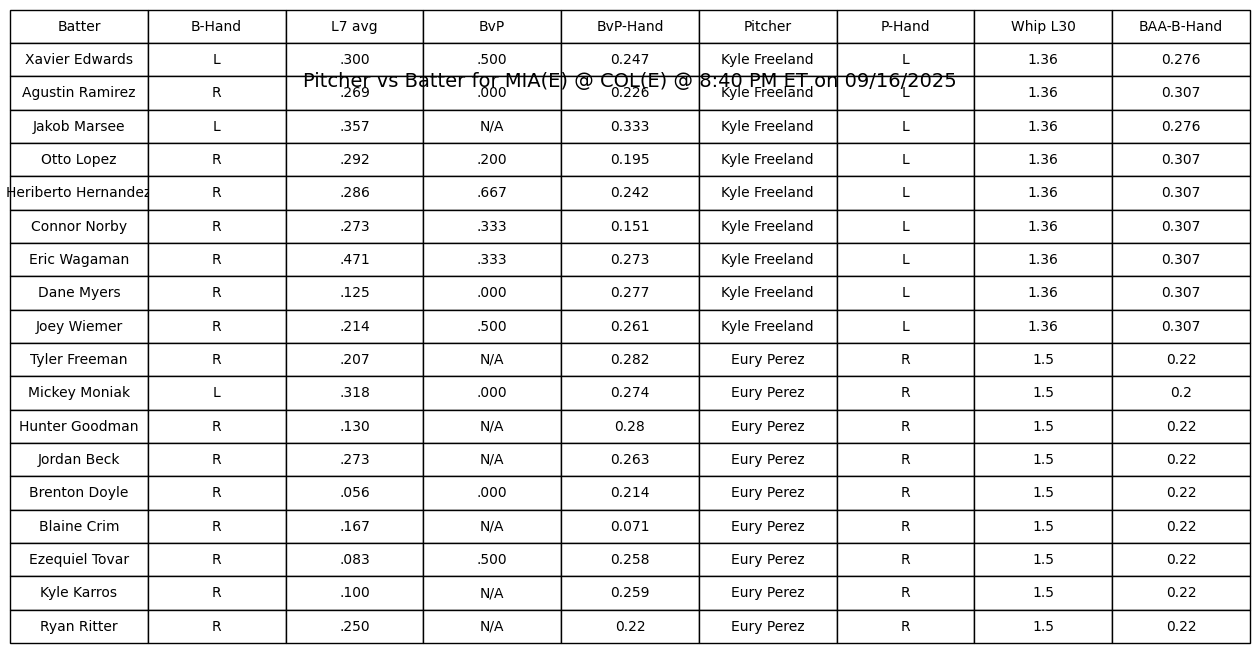 Batter B-Hand L7 avg BvP BvP-Hand Pitcher P-Hand Whip L30 BAA-B-Hand
Xavier Edwards L .300 .500 0.247 Kyle Freeland L 1.36 0.276
Pitcher vs Batter for MIA(E) @ COL(E) @ 8:40 PM ET on 09/16/2025
Agustin Ramirez R .269 .000 0.226 Kyle Freeland L 1.36 0.307
Jakob Marsee L .357 N/A 0.333 Kyle Freeland L 1.36 0.276
Otto Lopez R .292 .200 0.195 Kyle Freeland L 1.36 0.307
Heriberto Hernandez R .286 .667 0.242 Kyle Freeland L 1.36 0.307
Connor Norby R .273 .333 0.151 Kyle Freeland L 1.36 0.307
Eric Wagaman R .471 .333 0.273 Kyle Freeland L 1.36 0.307
Dane Myers R .125 .000 0.277 Kyle Freeland L 1.36 0.307
Joey Wiemer R .214 .500 0.261 Kyle Freeland L 1.36 0.307
Tyler Freeman R .207 N/A 0.282 Eury Perez R 1.5 0.22
Mickey Moniak L .318 .000 0.274 Eury Perez R 1.5 0.2
Hunter Goodman R .130 N/A 0.28 Eury Perez R 1.5 0.22
Jordan Beck R .273 N/A 0.263 Eury Perez R 1.5 0.22
Brenton Doyle R .056 .000 0.214 Eury Perez R 1.5 0.22
Blaine Crim R .167 N/A 0.071 Eury Perez R 1.5 0.22
Ezequiel Tovar R .083 .500 0.258 Eury Perez R 1.5 0.22
Kyle Karros R .100 N/A 0.259 Eury Perez R 1.5 0.22
Ryan Ritter R .250 N/A 0.22 Eury Perez R 1.5 0.22